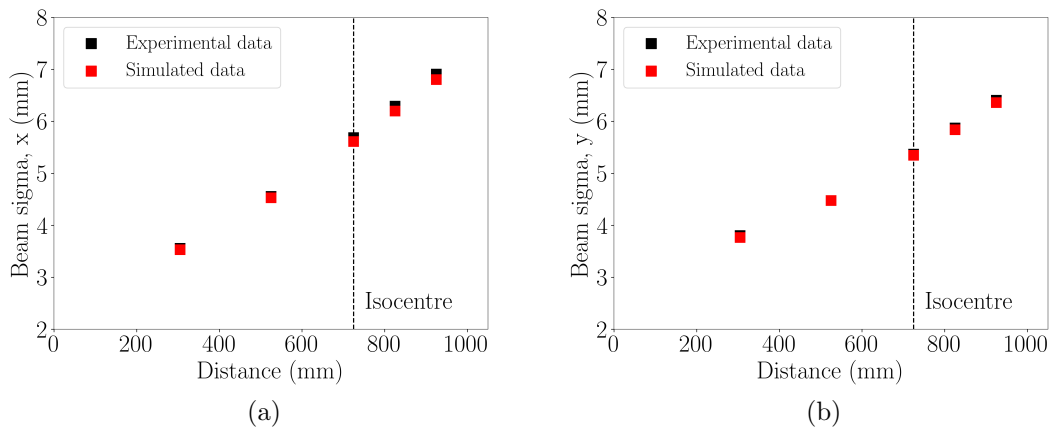 8
7
6
5
4
3
2
Beam sigma, x (mm)
Experimental data
Simulated data
Isocentre
0 200 400 600 800 1000
Distance (mm)
(a)
8
7
6
5
4
3
2
Beam sigma, y (mm)
Experimental data
Simulated data
Isocentre
0 200 400 600 800 1000
Distance (mm)
(b)